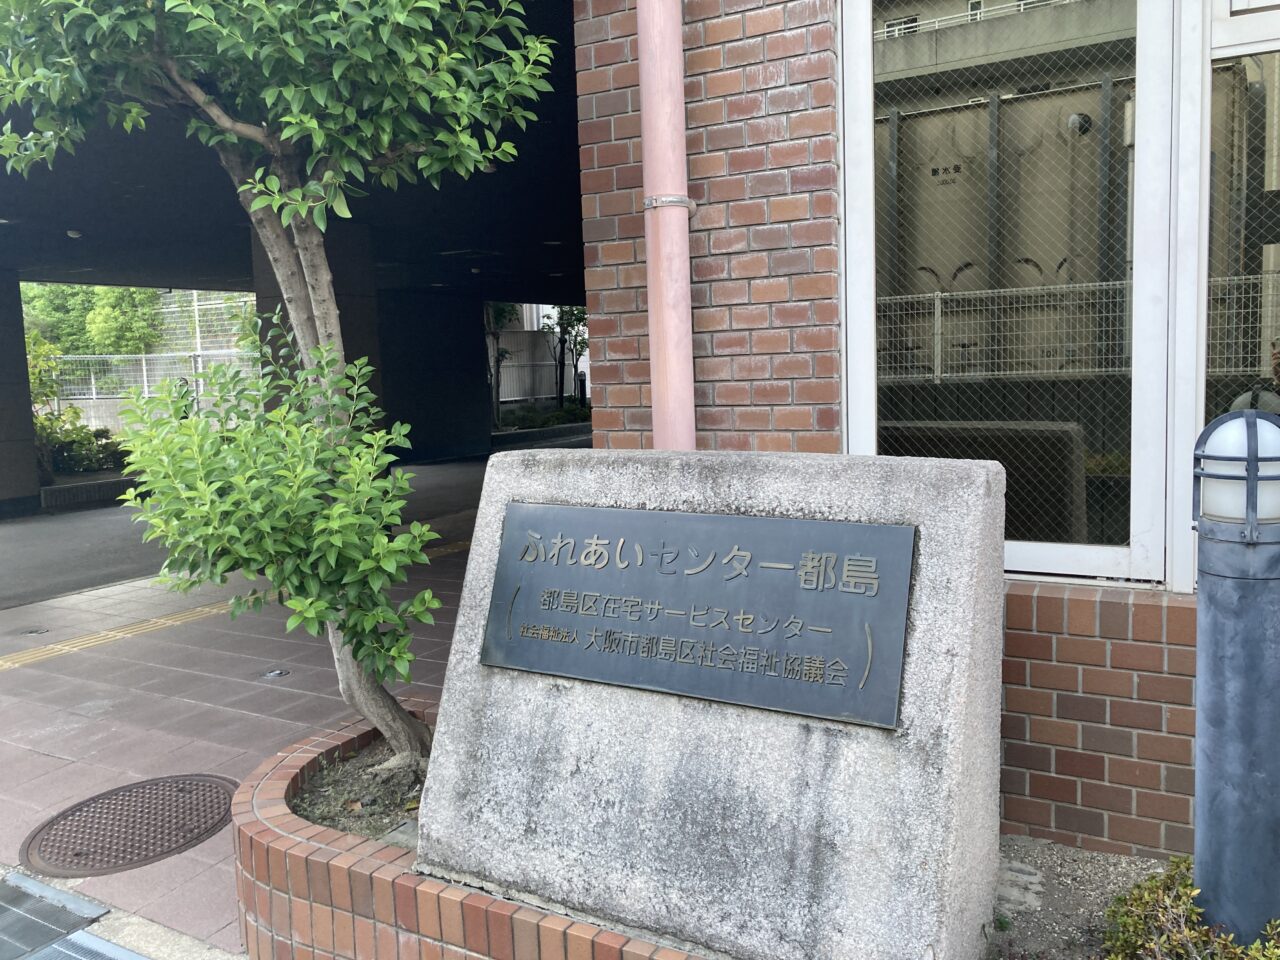 ふれあいセンター都島
(都島区在宅サービスセンター
社会福祉法人 大阪市都島区社会福祉協議会)